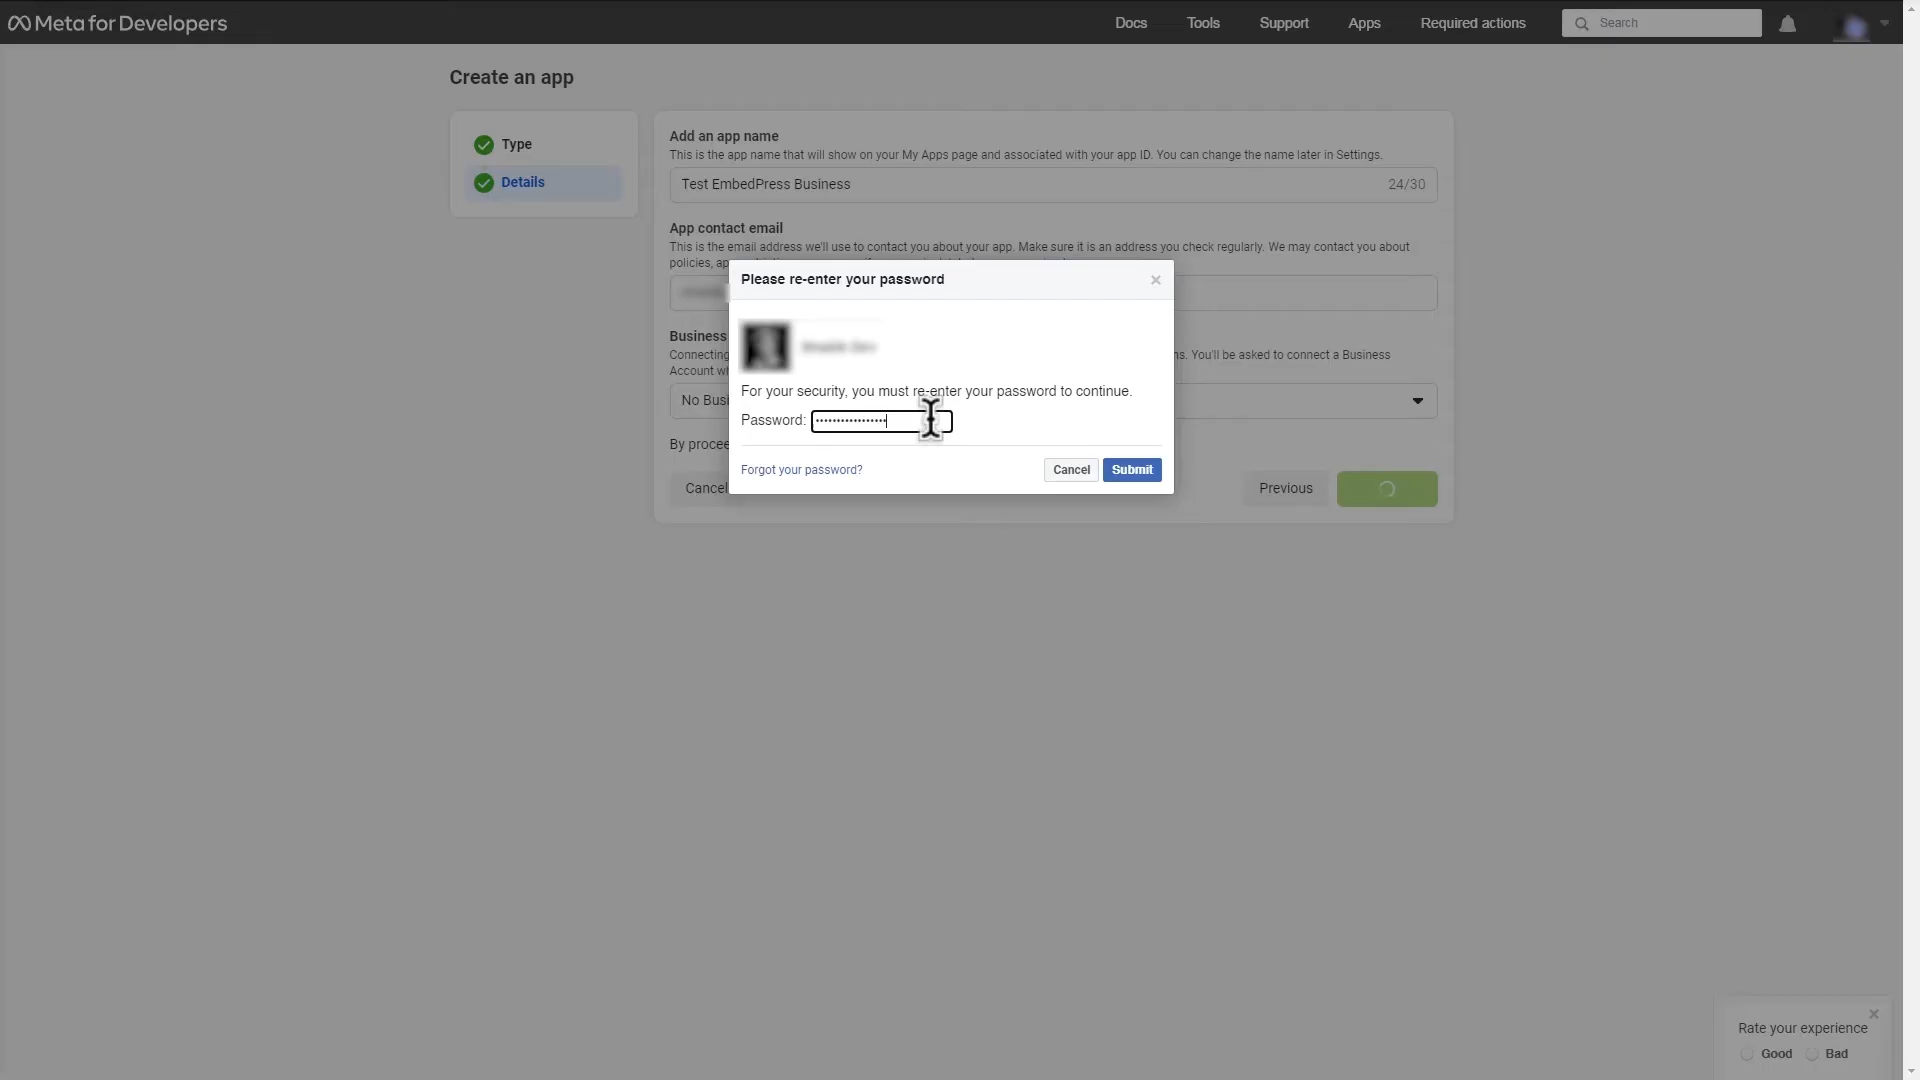 Meta for Developers
Docs
Tools
Support
Apps
Required actions
Search
Create an app
Type
Details
Add an app name
This is the app name that will show on your My Apps page and associated with your app ID. You can change the name later in Settings.
Test EmbedPress Business
24/30
App contact email
This is the email address we'll use to contact you about your app. Make sure it is an address you check regularly. We may contact you about
policies, ap
Please re-enter your password
Business
Connecting
ns. You'll be asked to connect a Business
Account w
No Busi
For your security, you must re-enter your password to continue.
Password: •••••••••••••••••
By procee
Forgot your password?
Cancel
Submit
Cancel
Previous
Rate your experience
Good
Bad